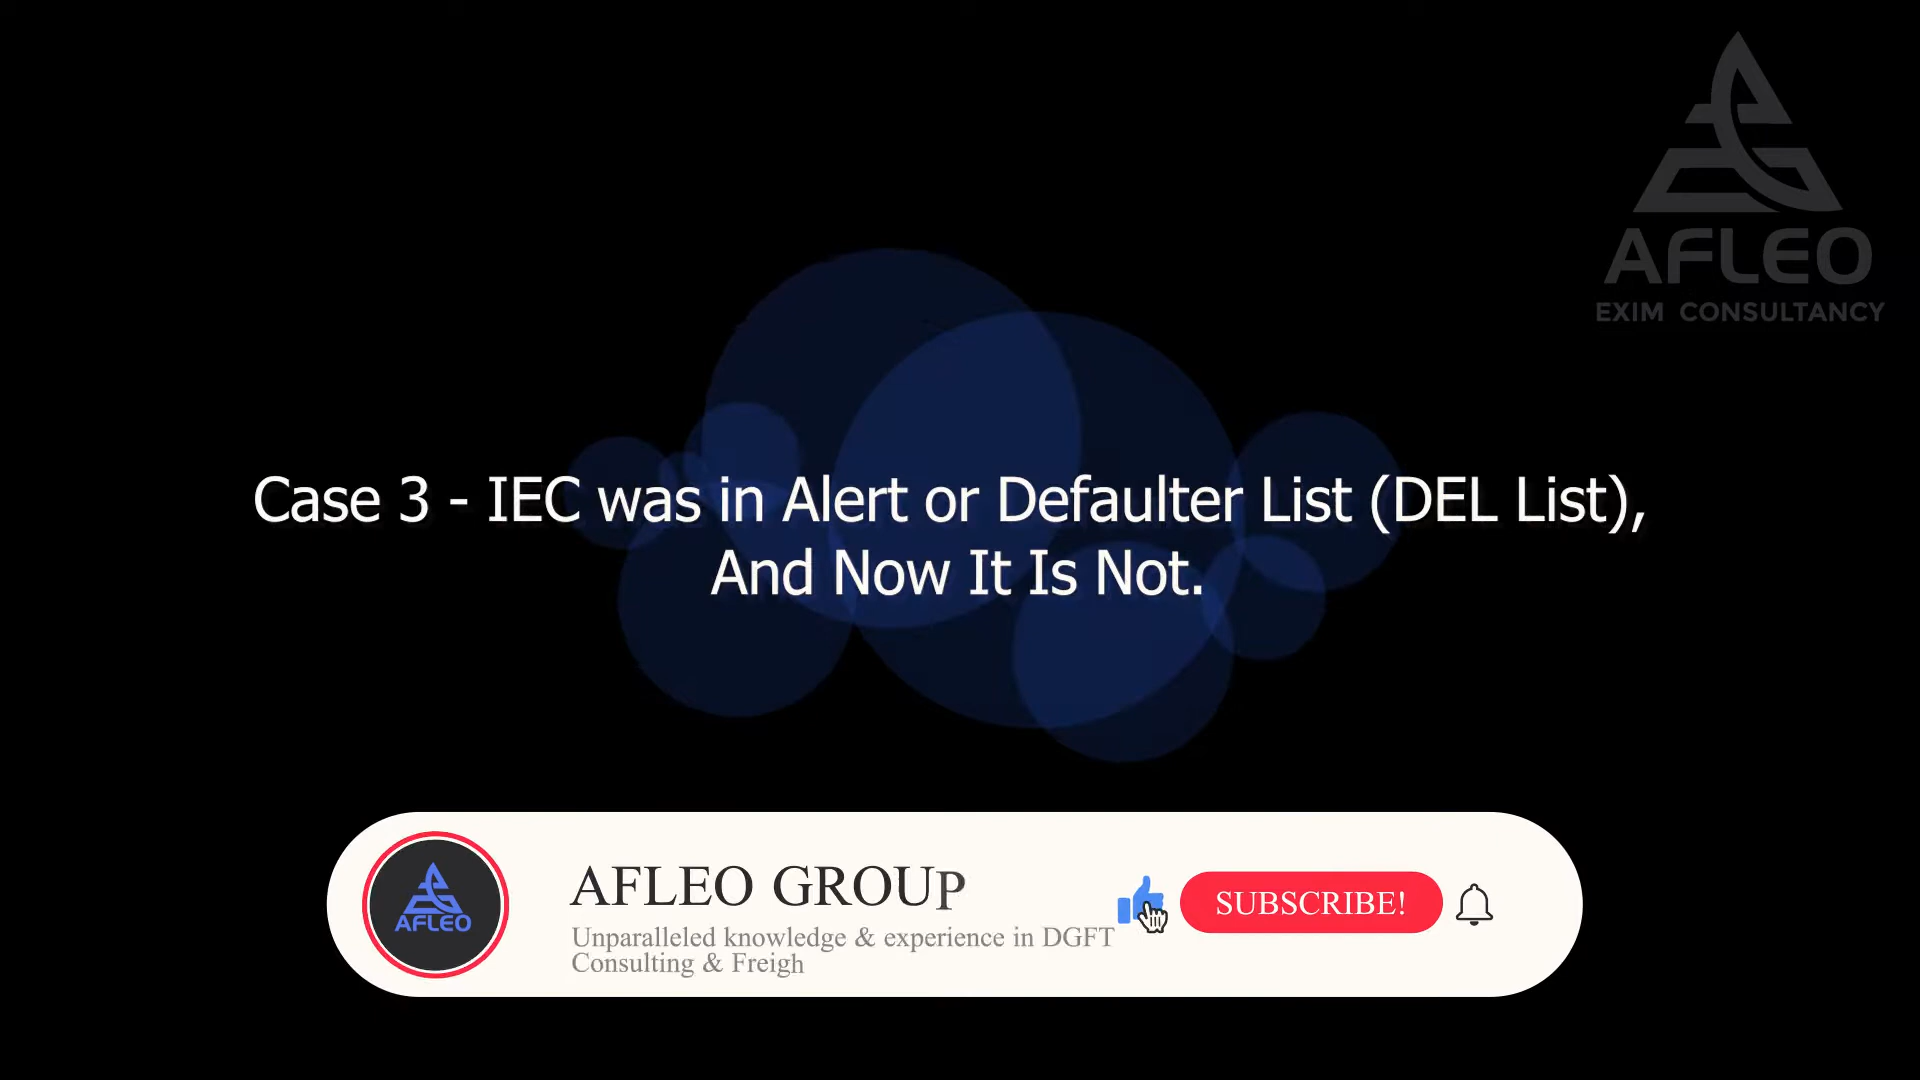 AFLEO
EXIM CONSULTANCY
Case 3 - IEC was in Alert or Defaulter List (DEL List),
And Now It Is Not.
AFLEO
AFLEO GROUP
Unparalleled knowledge & experience in DGFT
Consulting & Freigh
SUBSCRIBE!